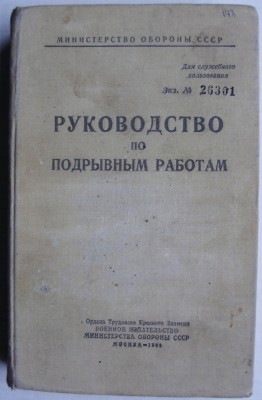 МИНИСТЕРСТВО ОБОРОНЫ СССР
Для служебного
пользования
Экз. № 26301
РУКОВОДСТВО
ПО
ПОДРЫВНЫМ РАБОТАМ
Ордена Трудового Красного Знамени
ВОЕННОЕ ИЗДАТЕЛЬСТВО
МИНИСТЕРСТВА ОБОРОНЫ СССР
МОСКВА